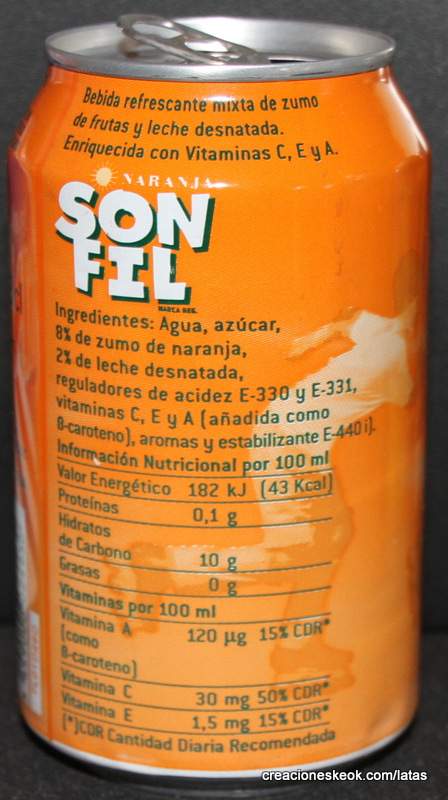 Bebida refrescante mixta de zumo
de frutas y leche desnatada.
Enriquecida con Vitaminas C, E y A.
NARANJA
SON
FIL
MARCA REG.
Ingredientes: Agua, azúcar,
8% de zumo de naranja,
2% de leche desnatada,
reguladores de acidez E-330 y E-331,
vitaminas C, E y A (añadida como
β-caroteno), aromas y estabilizante E-440 i).
Información Nutricional por 100 ml
Valor Energético 182 kJ (43 Kcal)
Proteínas 0,1 g
Hidratos
de Carbono 10 g
Grasas 0 g
Vitaminas por 100 ml
Vitamina A 120 µg 15% CDR*
(como
β-caroteno)
Vitamina C 30 mg 50% CDR*
Vitamina E 1,5 mg 15% CDR*
(*)CDR Cantidad Diaria Recomendada
creacioneskeok.com/latas